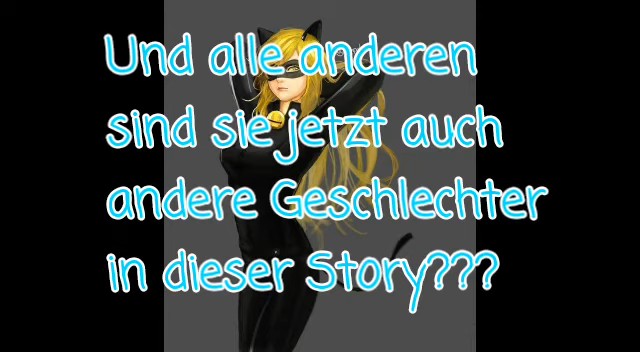 Und alle anderen
sind sie jetzt auch
andere Geschlechter
in dieser Story???